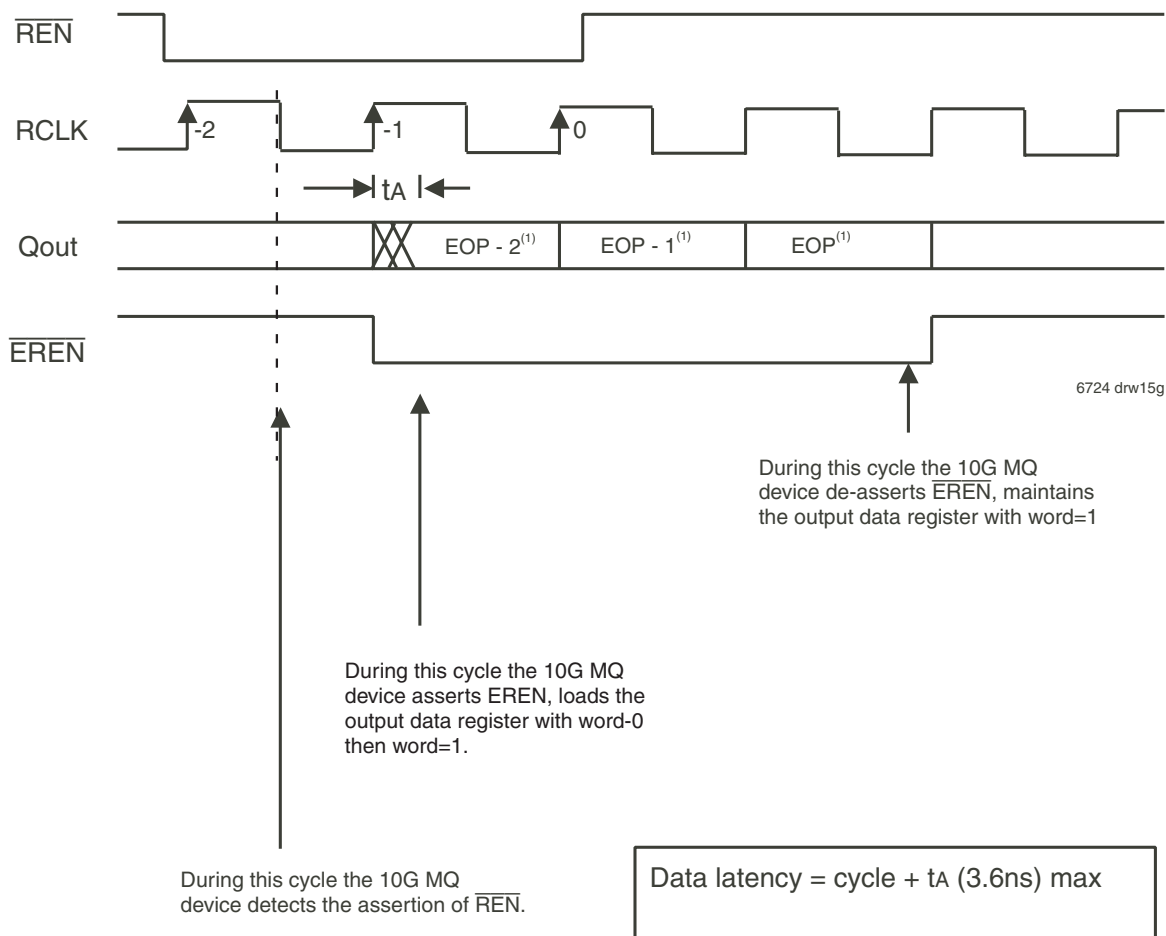 REN
RCLK
-2
-1
0
tA
Qout
EOP - 2(1)
EOP - 1(1)
EOP(1)
EREN
6724 drw15g
During this cycle the 10G MQ
device de-asserts EREN, maintains
the output data register with word=1
During this cycle the 10G MQ
device asserts EREN, loads the
output data register with word-0
then word=1.
During this cycle the 10G MQ
device detects the assertion of REN.
Data latency = cycle + tA (3.6ns) max